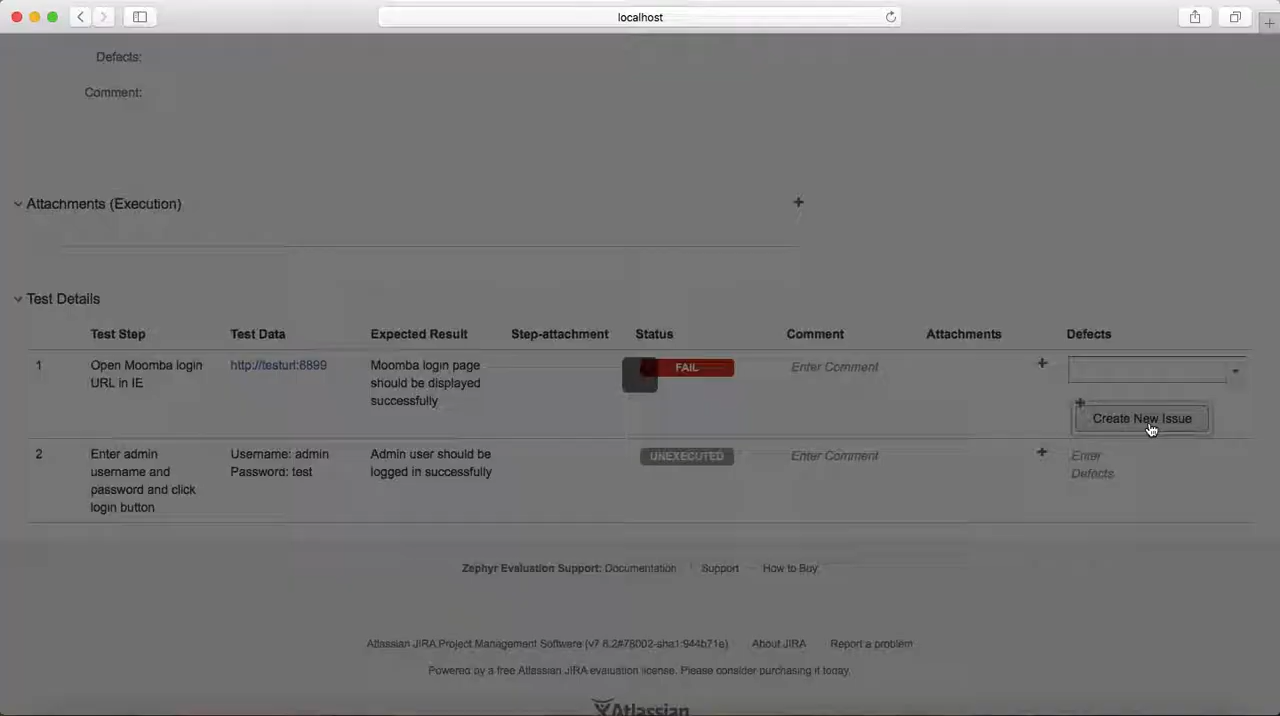 localhost
Defects:
Comment:
Attachments (Execution)
Test Details
Test Step Test Data Expected Result Step-attachment Status Comment Attachments Defects
1 Open Moomba login http://testurl:8899 Moomba login page FAIL Enter Comment
URL in IE should be displayed
successfully
Create New Issue
2 Enter admin Username: admin Admin user should be UNEXECUTED Enter Comment Enter
username and Password: test logged in successfully Defects
password and click
login button
Zephyr Evaluation Support: Documentation Support How to Buy
Atlassian JIRA Project Management Software (v7.6.2#76002-sha1:944b71e) About JIRA Report a problem
Powered by a free Atlassian JIRA evaluation license. Please consider purchasing it today.
Atlassian